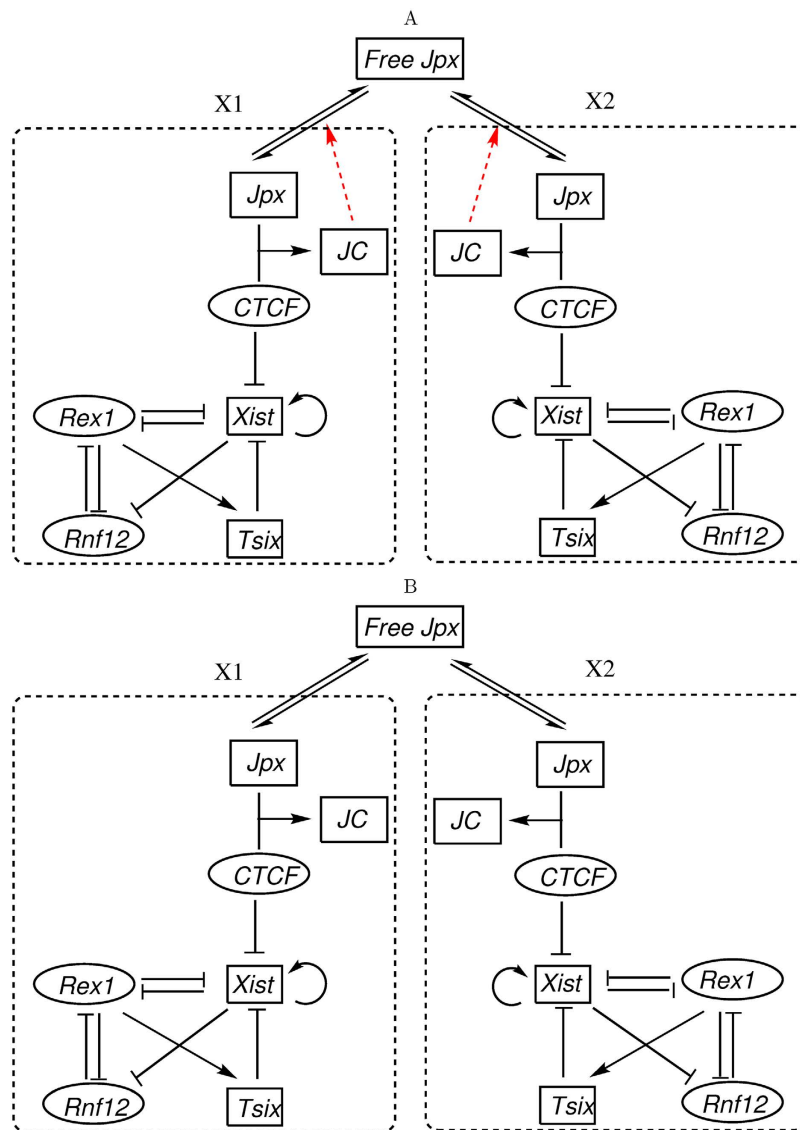 A
Free Jpx
X1
X2
Jpx
Jpx
JC
JC
CTCF
CTCF
Rex1
Xist
Xist
Rex1
Rnf12
Tsix
Tsix
Rnf12
B
Free Jpx
X1
X2
Jpx
Jpx
JC
JC
CTCF
CTCF
Rex1
Xist
Xist
Rex1
Rnf12
Tsix
Tsix
Rnf12